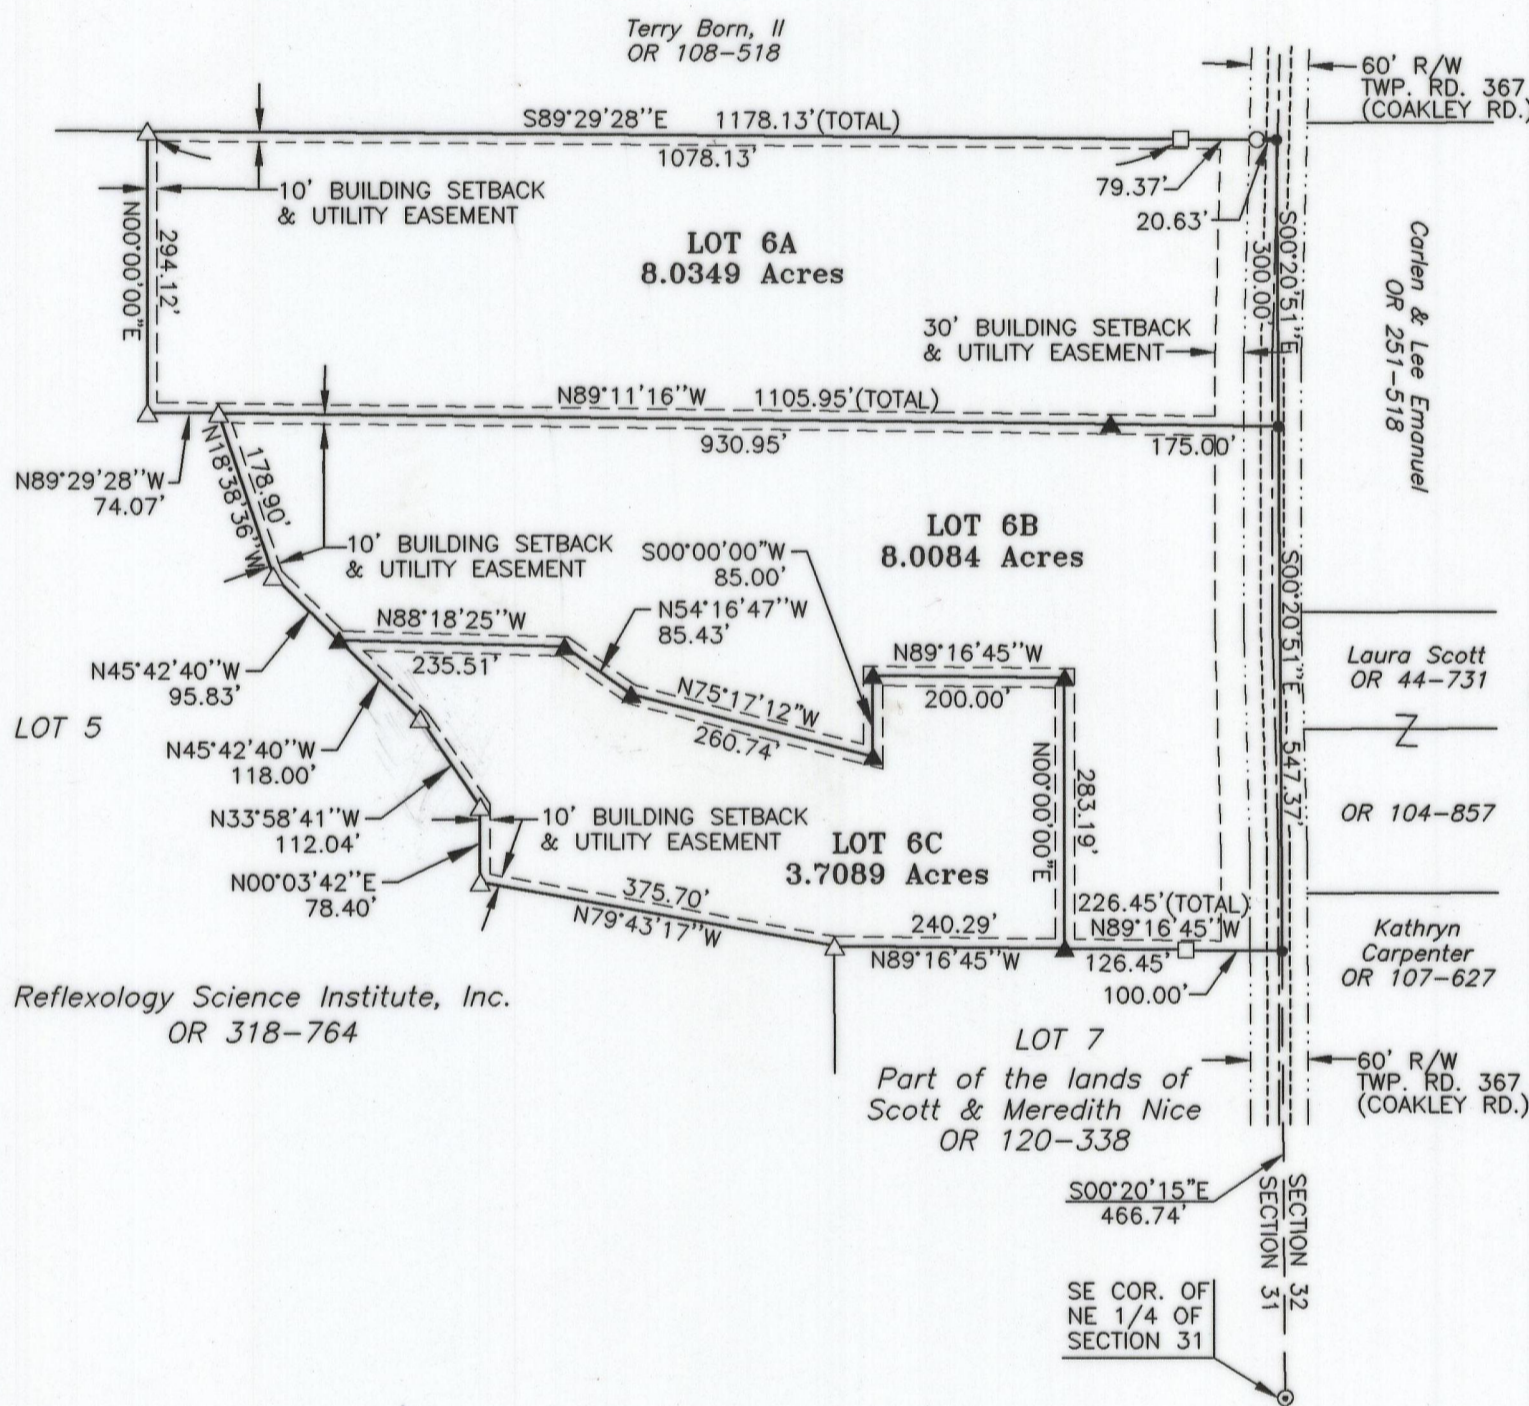 Terry Born, II
OR 108-518
60' R/W
TWP. RD. 367
(COAKLEY RD.)
S89°29'28"E 1178.13'(TOTAL)
1078.13'
79.37'
20.63'
10' BUILDING SETBACK
& UTILITY EASEMENT
N00°00'00"E
294.12'
LOT 6A
8.0349 Acres
S00°20'51"E
300.00'
Carlen & Lee Emanuel
OR 251-518
30' BUILDING SETBACK
& UTILITY EASEMENT
N89°11'16"W 1105.95'(TOTAL)
930.95'
175.00'
N89°29'28"W
74.07'
178.90'
N18°38'36"W
10' BUILDING SETBACK
& UTILITY EASEMENT
LOT 6B
8.0084 Acres
S00°00'00"W
85.00'
N54°16'47"W
85.43'
N88°18'25"W
235.51'
N45°42'40"W
95.83'
N75°17'12"W
260.74'
N89°16'45"W
200.00'
S00°20'51"E 547.37'
Laura Scott
OR 44-731
Z
LOT 5
N45°42'40"W
118.00'
N33°58'41"W
112.04'
N00°03'42"E
78.40'
10' BUILDING SETBACK
& UTILITY EASEMENT
LOT 6C
3.7089 Acres
N00°00'00"E
283.19'
OR 104-857
375.70'
N79°43'17"W
240.29'
N89°16'45"W
226.45'(TOTAL)
N89°16'45"W
126.45'
100.00'
Kathryn
Carpenter
OR 107-627
Reflexology Science Institute, Inc.
OR 318-764
LOT 7
Part of the lands of
Scott & Meredith Nice
OR 120-338
60' R/W
TWP. RD. 367
(COAKLEY RD.)
S00°20'15"E
466.74'
SECTION 32
SECTION 31
SE COR. OF
NE 1/4 OF
SECTION 31